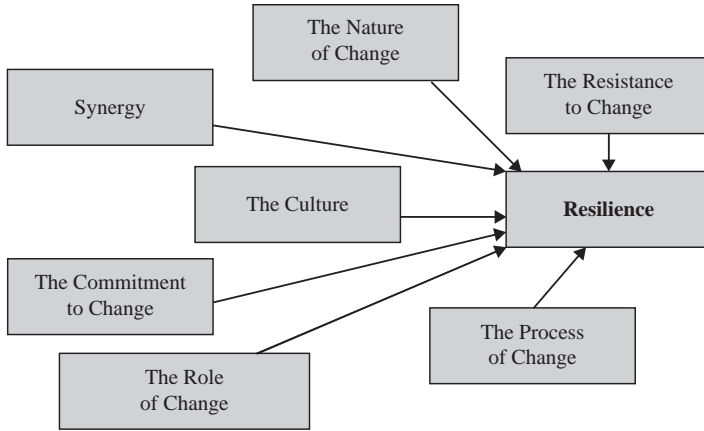 The Nature
of Change
The Resistance
to Change
Synergy
The Culture
Resilience
The Commitment
to Change
The Process
of Change
The Role
of Change